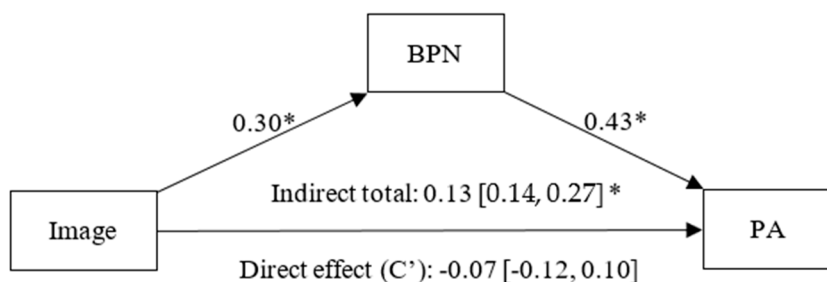 BPN
0.30*
0.43*
Indirect total: 0.13 [0.14, 0.27] *
Image
PA
Direct effect (C’): -0.07 [-0.12, 0.10]